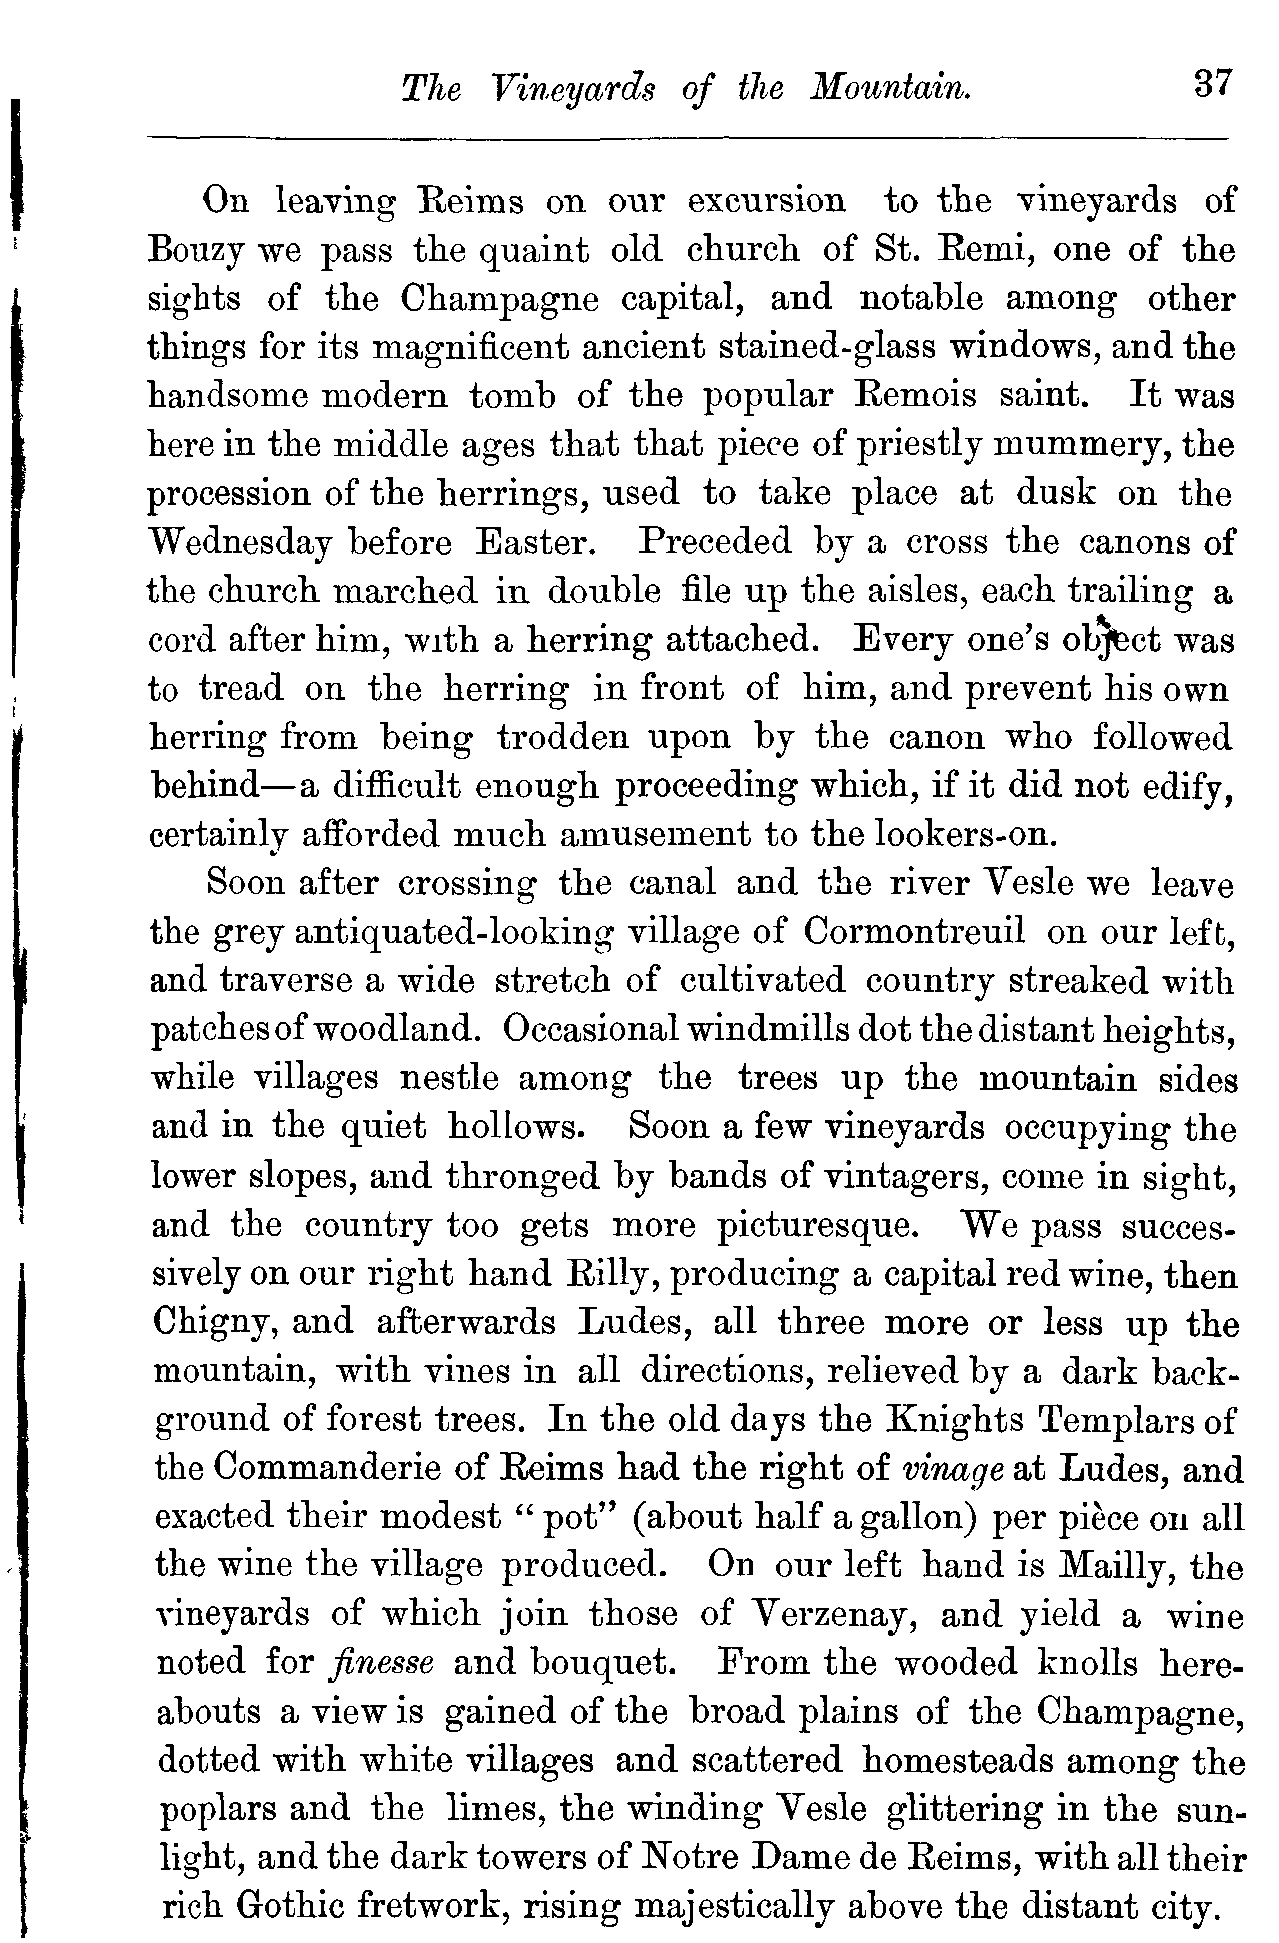 The Vineyards of the Mountain. 37
On leaving Reims on our excursion to the vineyards of
Bouzy we pass the quaint old church of St. Remi, one of the
sights of the Champagne capital, and notable among other
things for its magnificent ancient stained-glass windows, and the
handsome modern tomb of the popular Remois saint. It was
here in the middle ages that that piece of priestly mummery, the
procession of the herrings, used to take place at dusk on the
Wednesday before Easter. Preceded by a cross the canons of
the church marched in double file up the aisles, each trailing a
cord after him, with a herring attached. Every one's object was
to tread on the herring in front of him, and prevent his own
herring from being trodden upon by the canon who followed
behind—a difficult enough proceeding which, if it did not edify,
certainly afforded much amusement to the lookers-on.
Soon after crossing the canal and the river Vesle we leave
the grey antiquated-looking village of Cormontreuil on our left,
and traverse a wide stretch of cultivated country streaked with
patches of woodland. Occasional windmills dot the distant heights,
while villages nestle among the trees up the mountain sides
and in the quiet hollows. Soon a few vineyards occupying the
lower slopes, and thronged by bands of vintagers, come in sight,
and the country too gets more picturesque. We pass succes-
sively on our right hand Rilly, producing a capital red wine, then
Chigny, and afterwards Ludes, all three more or less up the
mountain, with vines in all directions, relieved by a dark back-
ground of forest trees. In the old days the Knights Templars of
the Commanderie of Reims had the right of vinage at Ludes, and
exacted their modest "pot" (about half a gallon) per pièce on all
the wine the village produced. On our left hand is Mailly, the
vineyards of which join those of Verzenay, and yield a wine
noted for finesse and bouquet. From the wooded knolls here-
abouts a view is gained of the broad plains of the Champagne,
dotted with white villages and scattered homesteads among the
poplars and the limes, the winding Vesle glittering in the sun-
light, and the dark towers of Notre Dame de Reims, with all their
rich Gothic fretwork, rising majestically above the distant city.